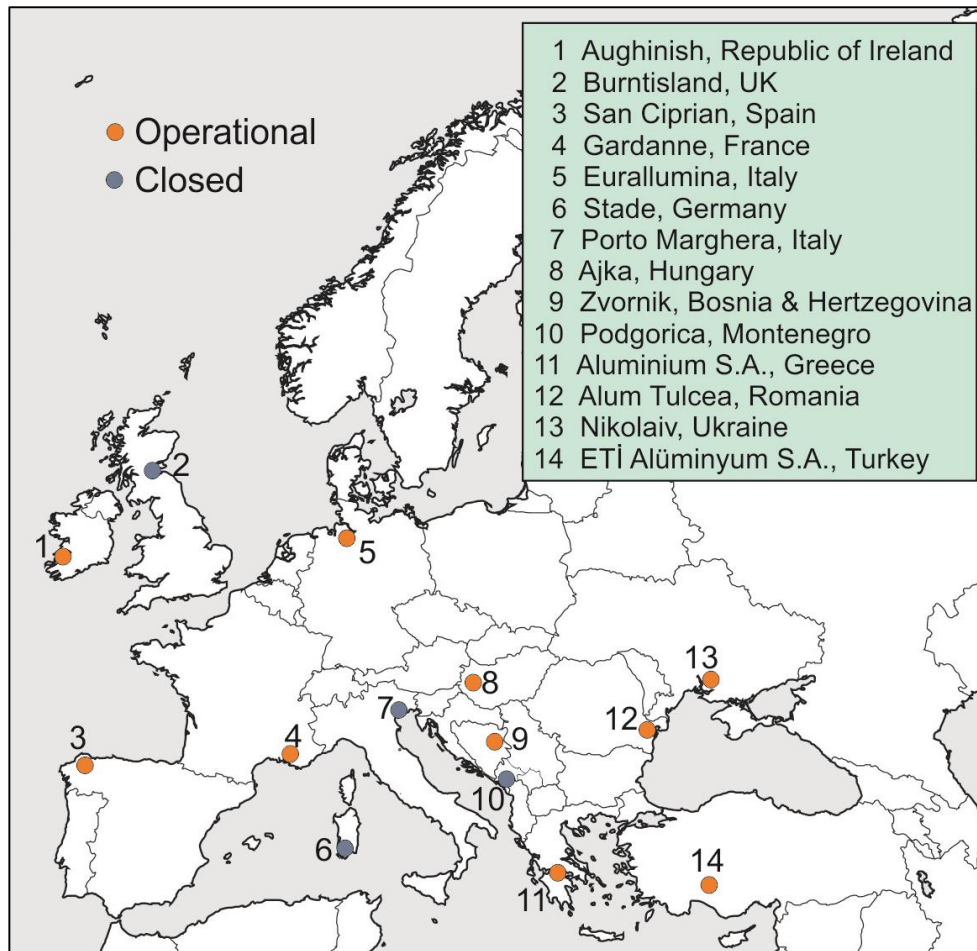 1 Aughinish, Republic of Ireland
2 Burntisland, UK
3 San Ciprian, Spain
4 Gardanne, France
5 Eurallumina, Italy
6 Stade, Germany
7 Porto Marghera, Italy
8 Ajka, Hungary
9 Zvornik, Bosnia & Hertzegovina
10 Podgorica, Montenegro
11 Aluminium S.A., Greece
12 Alum Tulcea, Romania
13 Nikolaiv, Ukraine
14 ETİ Alüminyum S.A., Turkey
Operational
Closed
2
1
5
13
8
7
12
3
4
9
10
6
14
11